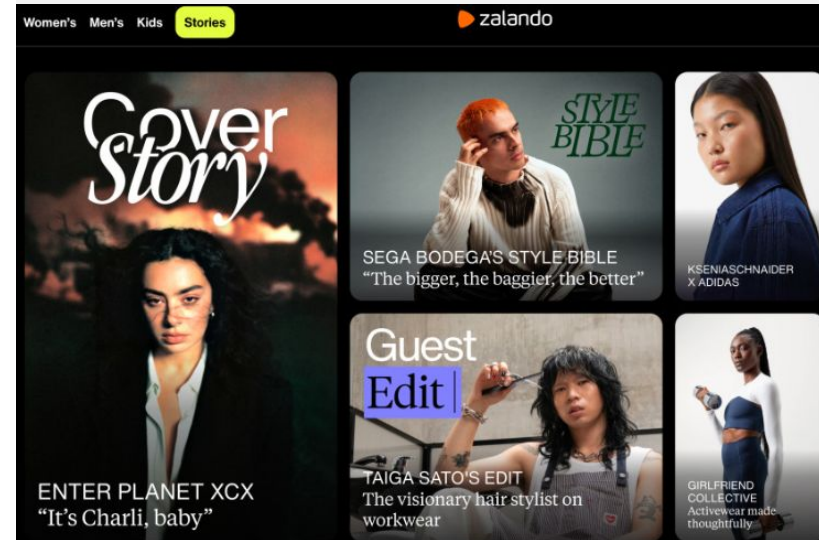 Women's Men's Kids Stories
zalando
Cover
Story
ENTER PLANET XCX
“It’s Charli, baby”
STYLE
BIBLE
SEGA BODEGA’S STYLE BIBLE
“The bigger, the baggier, the better”
KSENIASCHNAIDER
X ADIDAS
Guest
Edit
TAIGA SATO’S EDIT
The visionary hair stylist on
workwear
GIRLFRIEND
COLLECTIVE
Activewear made
thoughtfully